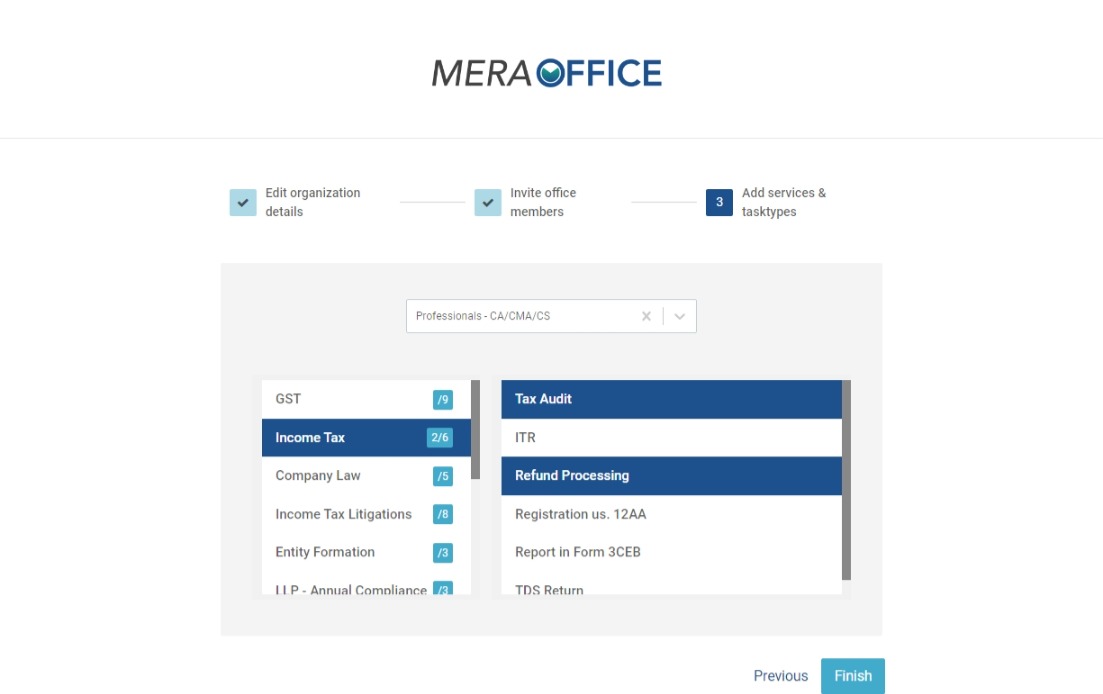 MERA OFFICE
Edit organization
details
Invite office
members
3
Add services &
tasktypes
Professionals - CA/CMA/CS
GST /9
Income Tax 2/6
Company Law /5
Income Tax Litigations /8
Entity Formation /3
LLP - Annual Compliance /3
Tax Audit
ITR
Refund Processing
Registration us. 12AA
Report in Form 3CEB
TDS Return
Previous
Finish